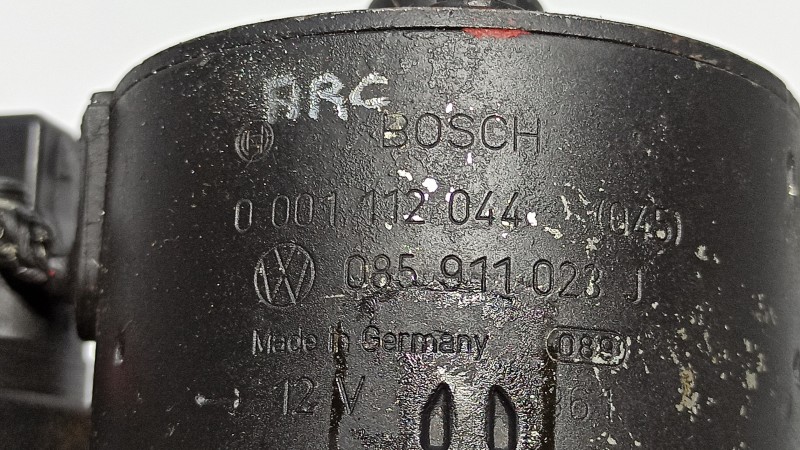 ARC
BOSCH
0 001 112 044 (045)
085 911 023 J
Made in Germany 089
12 V